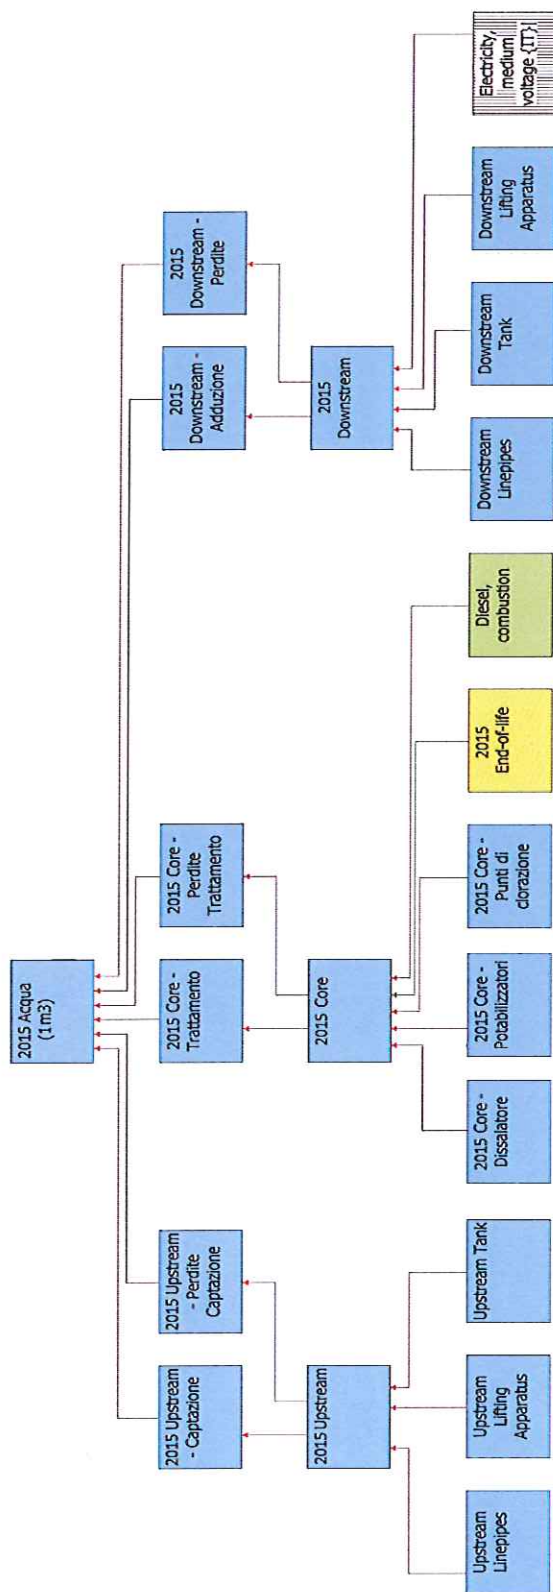 2015 Acqua
(1m3)
2015 Upstream
- Captazione
2015 Upstream
- Perdite
Captazione
2015 Core -
Trattamento
2015 Core -
Perdite
Trattamento
2015
Downstream -
Adduzione
2015
Downstream -
Perdite
2015 Upstream
2015 Core
2015
Downstream
Upstream
Linepipes
Upstream
Lifting
Apparatus
Upstream Tank
2015 Core -
Dissalatore
2015 Core -
Potabilizzatori
2015 Core -
Punti di
clorazione
2015
End-of-life
Diesel,
combustion
Downstream
Linepipes
Downstream
Tank
Downstream
Lifting
Apparatus
Electricity,
medium
voltage {IT}|